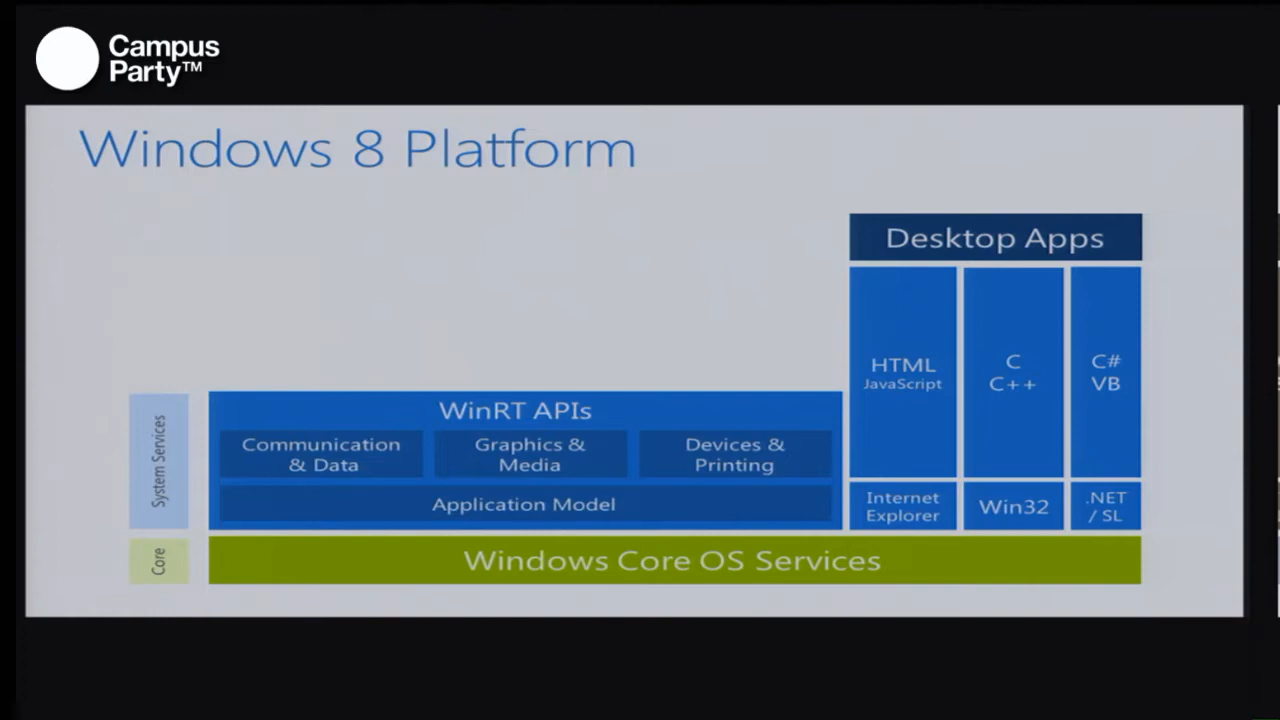 Campus
Party™
Windows 8 Platform
Desktop Apps
HTML
JavaScript
C
C++
C#
VB
System Services
WinRT APIs
Communication
& Data
Graphics &
Media
Devices &
Printing
Application Model
Internet
Explorer
Win32
.NET
/ SL
Core
Windows Core OS Services